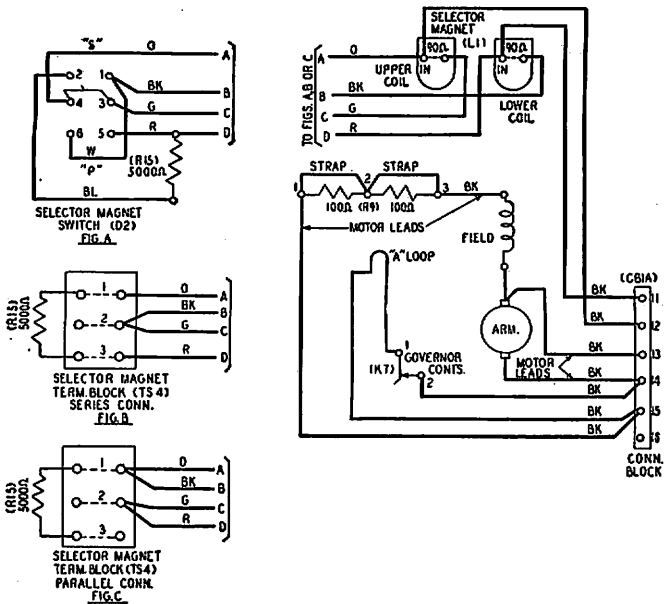 "S"
O
A
2
1
BK
B
4
3
G
C
6
5
R
D
W
"P"
(R15)
5000Ω
BL
SELECTOR MAGNET
SWITCH (D2)
FIG.A
(R15)
5000Ω
1
2
3
O
A
BK
B
G
C
R
D
SELECTOR MAGNET
TERM.BLOCK (TS4)
SERIES CONN.
FIG.B
(R15)
5000Ω
1
2
3
O
A
BK
B
G
C
R
D
SELECTOR MAGNET
TERM.BLOCK (TS4)
PARALLEL CONN.
FIG.C
SELECTOR
MAGNET
(L1)
TO FIGS. A,B OR C
A
O
B
BK
C
G
D
R
90Ω
IN
UPPER
COIL
90Ω
IN
LOWER
COIL
STRAP
STRAP
1
2
3
BK
100Ω
(R9)
100Ω
MOTOR LEADS
FIELD
"A" LOOP
ARM.
1
(K7)
GOVERNOR
CONTS.
2
MOTOR
LEADS
(CB1A)
BK
11
BK
12
BK
13
BK
14
BK
BK
15
BK
16
CONN.
BLOCK